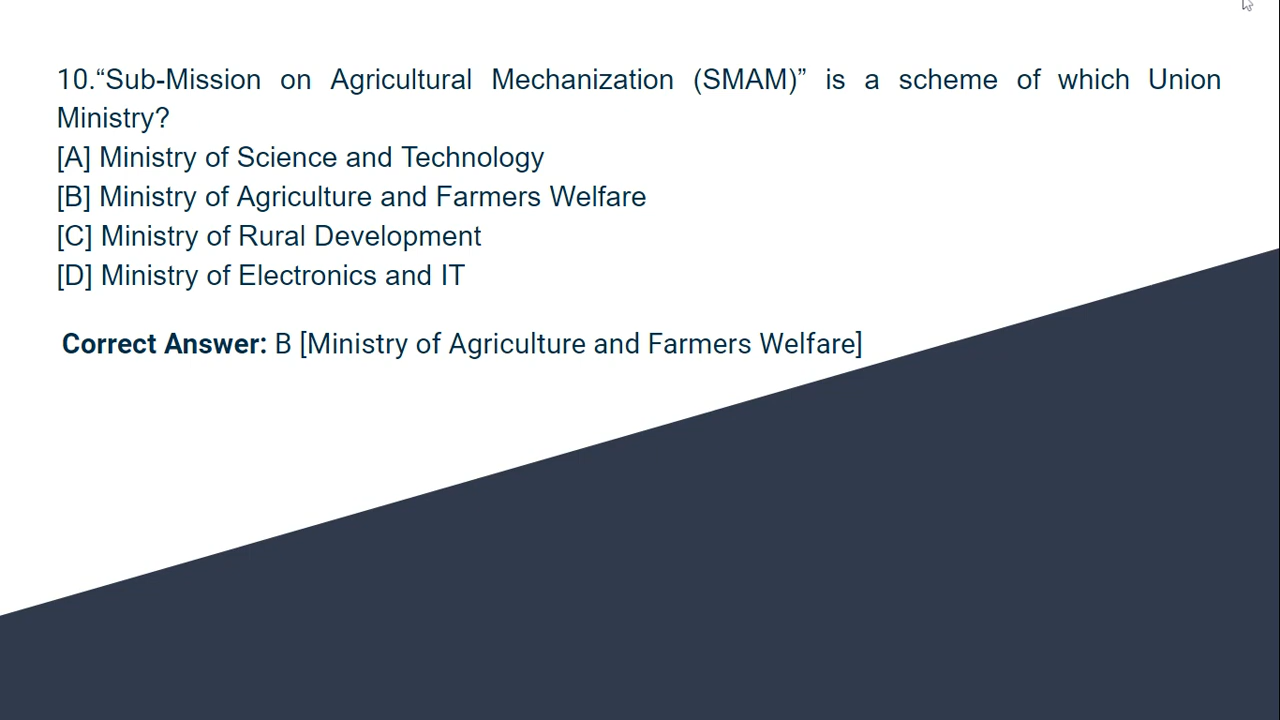 10.“Sub-Mission on Agricultural Mechanization (SMAM)” is a scheme of which Union
Ministry?
[A] Ministry of Science and Technology
[B] Ministry of Agriculture and Farmers Welfare
[C] Ministry of Rural Development
[D] Ministry of Electronics and IT
Correct Answer: B [Ministry of Agriculture and Farmers Welfare]